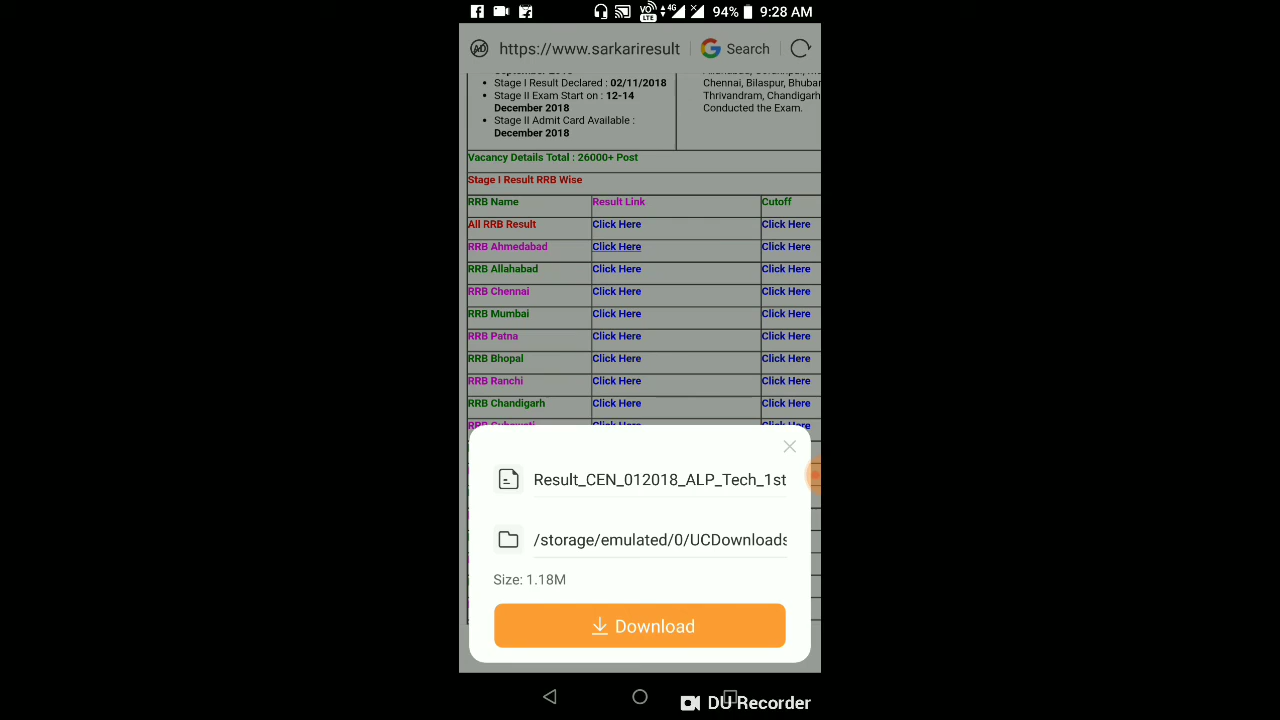 94% 9:28 AM
VO LTE 4G
https://www.sarkariresult Search
Stage I Result Declared : 02/11/2018
Stage II Exam Start on : 12-14
December 2018
Stage II Admit Card Available :
December 2018
Chennai, Bilaspur, Bhuban
Thrivandram, Chandigarh
Conducted the Exam.
Vacancy Details Total : 26000+ Post
Stage I Result RRB Wise
RRB Name Result Link Cutoff
All RRB Result Click Here Click Here
RRB Ahmedabad Click Here Click Here
RRB Allahabad Click Here Click Here
RRB Chennai Click Here Click Here
RRB Mumbai Click Here Click Here
RRB Patna Click Here Click Here
RRB Bhopal Click Here Click Here
RRB Ranchi Click Here Click Here
RRB Chandigarh Click Here Click Here
Result_CEN_012018_ALP_Tech_1st
/storage/emulated/0/UCDownloads
Size: 1.18M
Download
DU Recorder